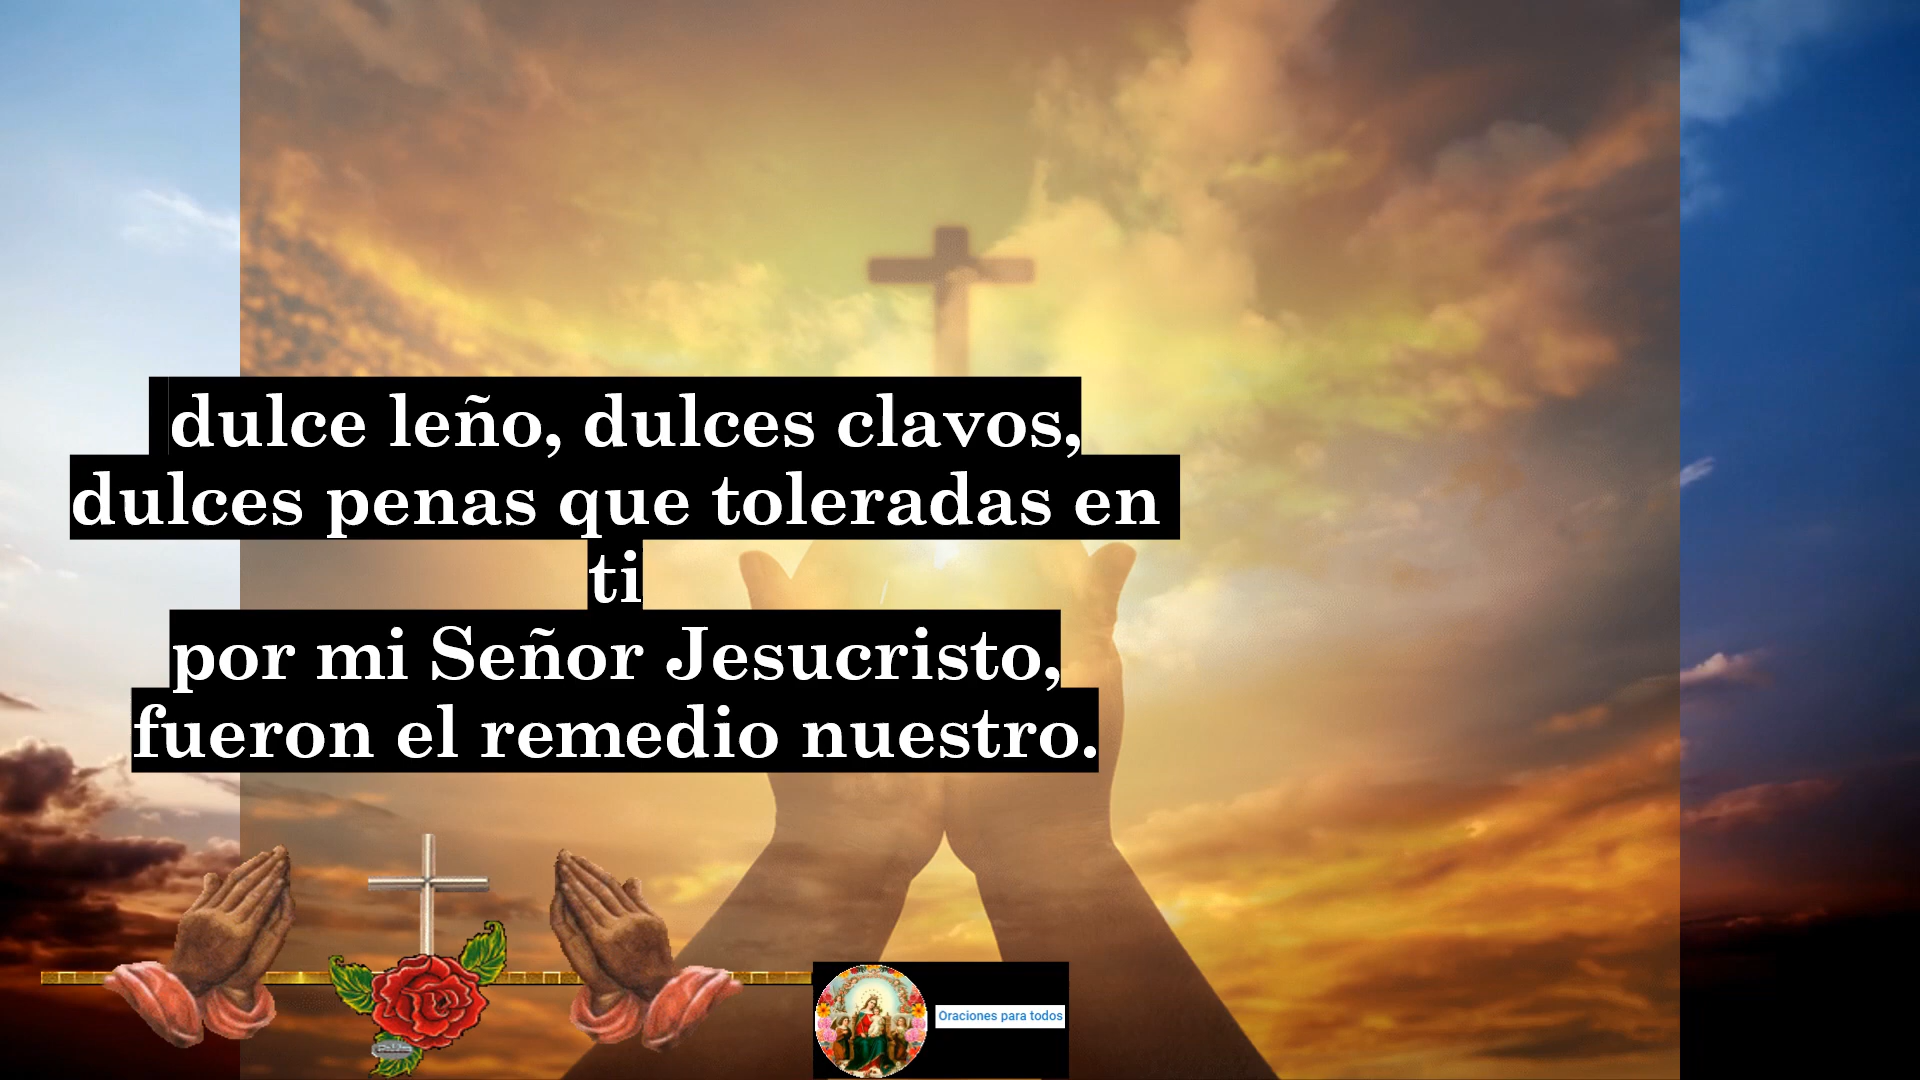 dulce leño, dulces clavos,
dulces penas que toleradas en
ti
por mi Señor Jesucristo,
fueron el remedio nuestro.
Oraciones para todos